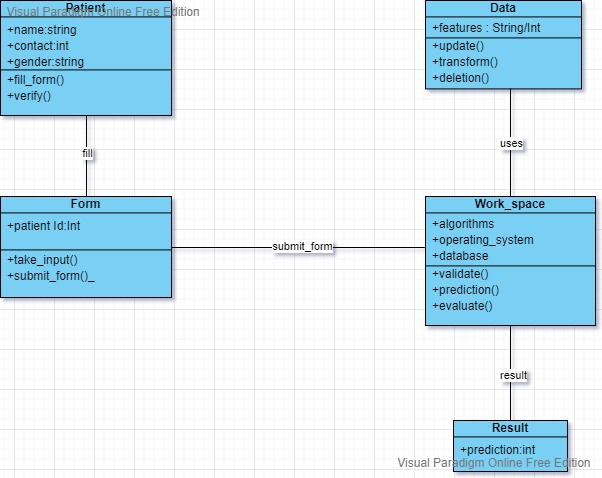 Visual Paradigm Online Free Edition
Patient
+name:string
+contact:int
+gender:string
+fill_form()
+verify()
Data
+features : String/Int
+update()
+transform()
+deletion()
fill
uses
Form
+patient Id:Int
+take_input()
+submit_form()_
submit_form
Work_space
+algorithms
+operating_system
+database
+validate()
+prediction()
+evaluate()
result
Result
+prediction:int
Visual Paradigm Online Free Edition